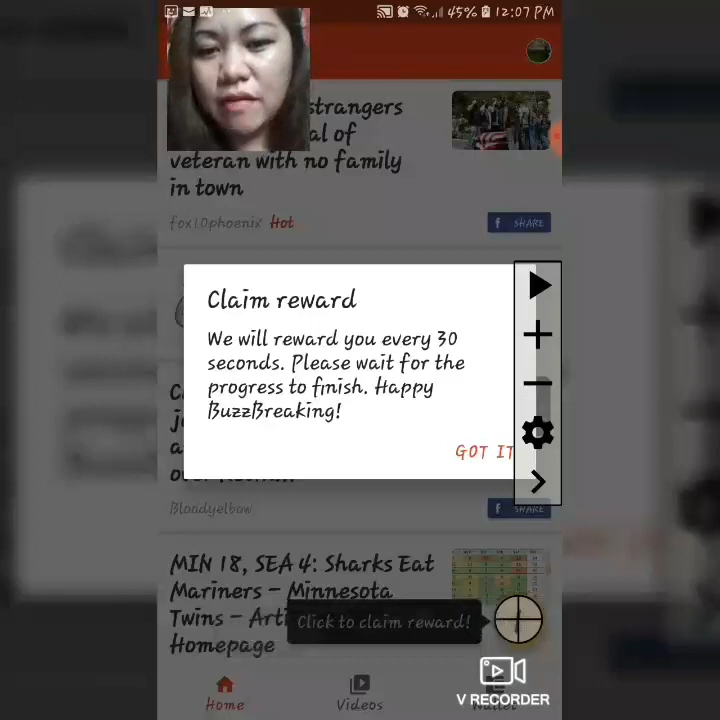 45% 12:07 PM
strangers
al of
veteran with no family
in town
fox10phoenix Hot
f SHARE
Claim reward
We will reward you every 30
seconds. Please wait for the
progress to finish. Happy
BuzzBreaking!
GOT IT
Bloodyelbow
f SHARE
MIN 18, SEA 4: Sharks Eat
Mariners – Minnesota
Twins – Arti
Homepage
Click to claim reward!
Home
Videos
V RECORDER